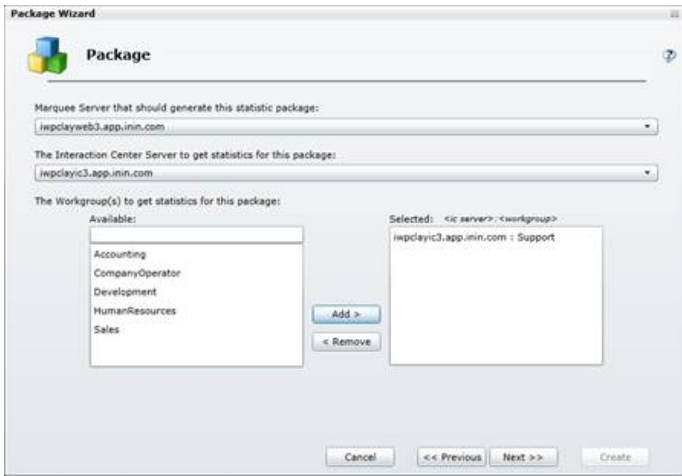 Package Wizard
Package
Marquee Server that should generate this statistic package:
iwpclayweb3.app.inin.com
The Interaction Center Server to get statistics for this package:
iwpclayic3.app.inin.com
The Workgroup(s) to get statistics for this package:
Available:
Selected: <ic server>:<workgroup>
iwpclayic3.app.inin.com : Support
Accounting
CompanyOperator
Development
HumanResources
Sales
Add >
< Remove
Cancel
<< Previous
Next >>
Create